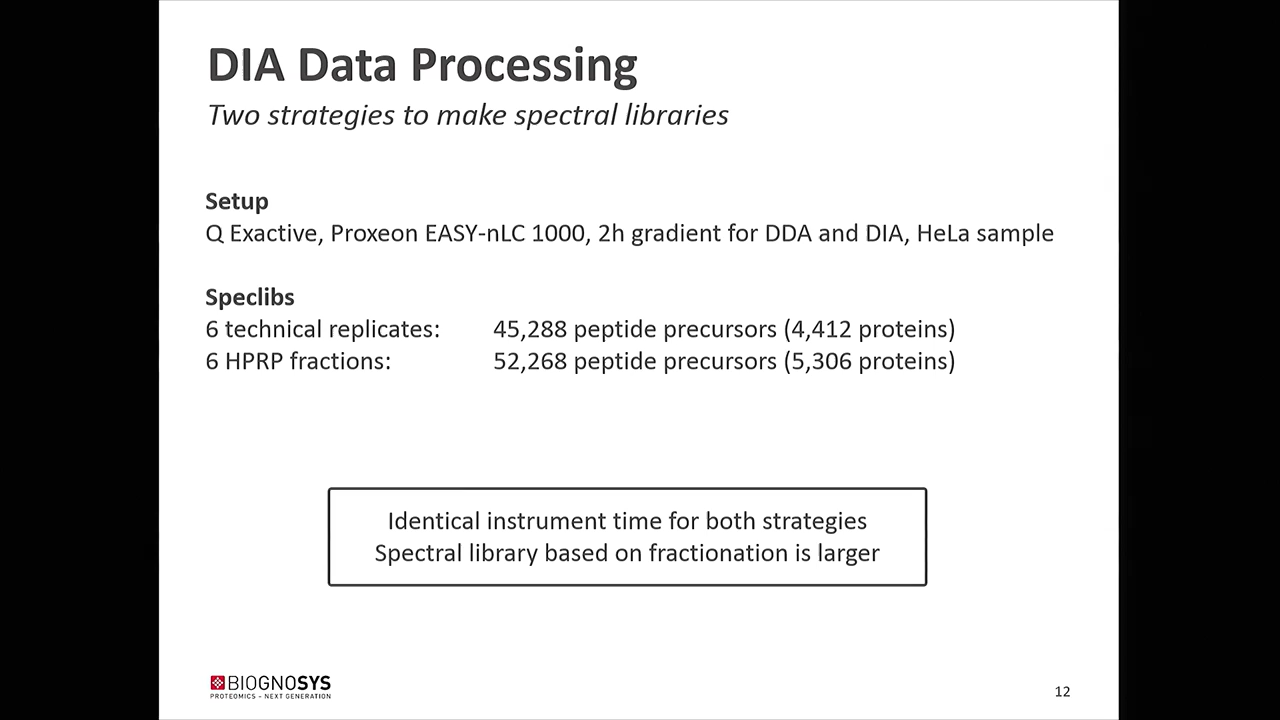 DIA Data Processing
Two strategies to make spectral libraries
Setup
Q Exactive, Proxeon EASY-nLC 1000, 2h gradient for DDA and DIA, HeLa sample
Speclibs
6 technical replicates: 45,288 peptide precursors (4,412 proteins)
6 HPRP fractions: 52,268 peptide precursors (5,306 proteins)
Identical instrument time for both strategies
Spectral library based on fractionation is larger
BIOGNOSYS
PROTEOMICS – NEXT GENERATION
12